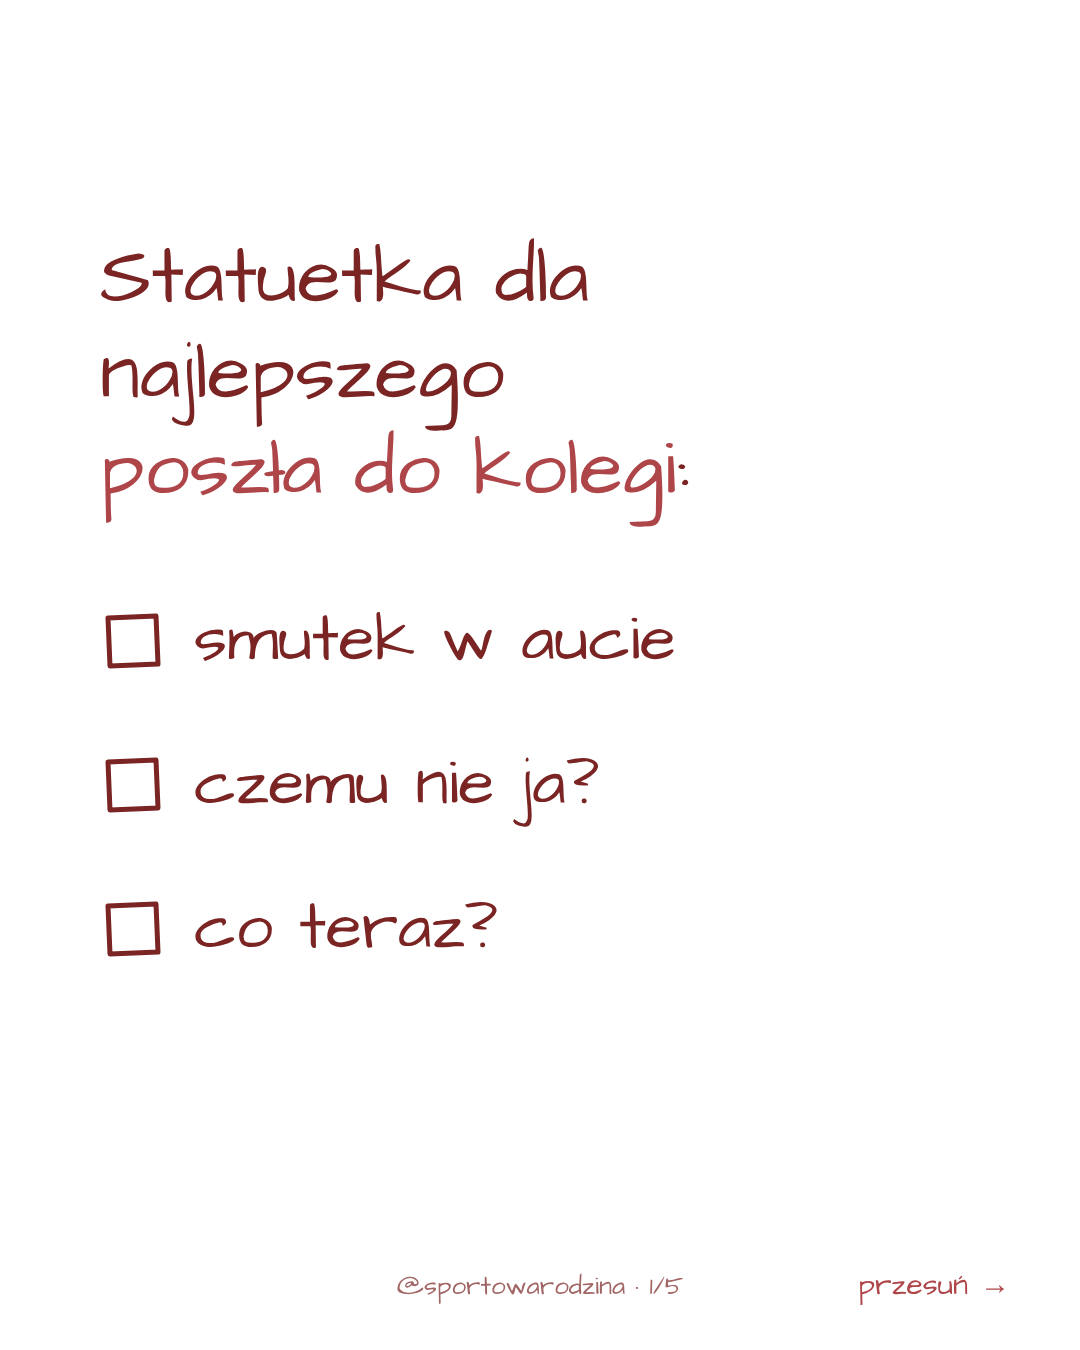 Statuetka dla
najlepszego
poszła do kolegi:
smutek w aucie
czemu nie ja?
co teraz?
@sportowarodzina · 1/5
przesuń →